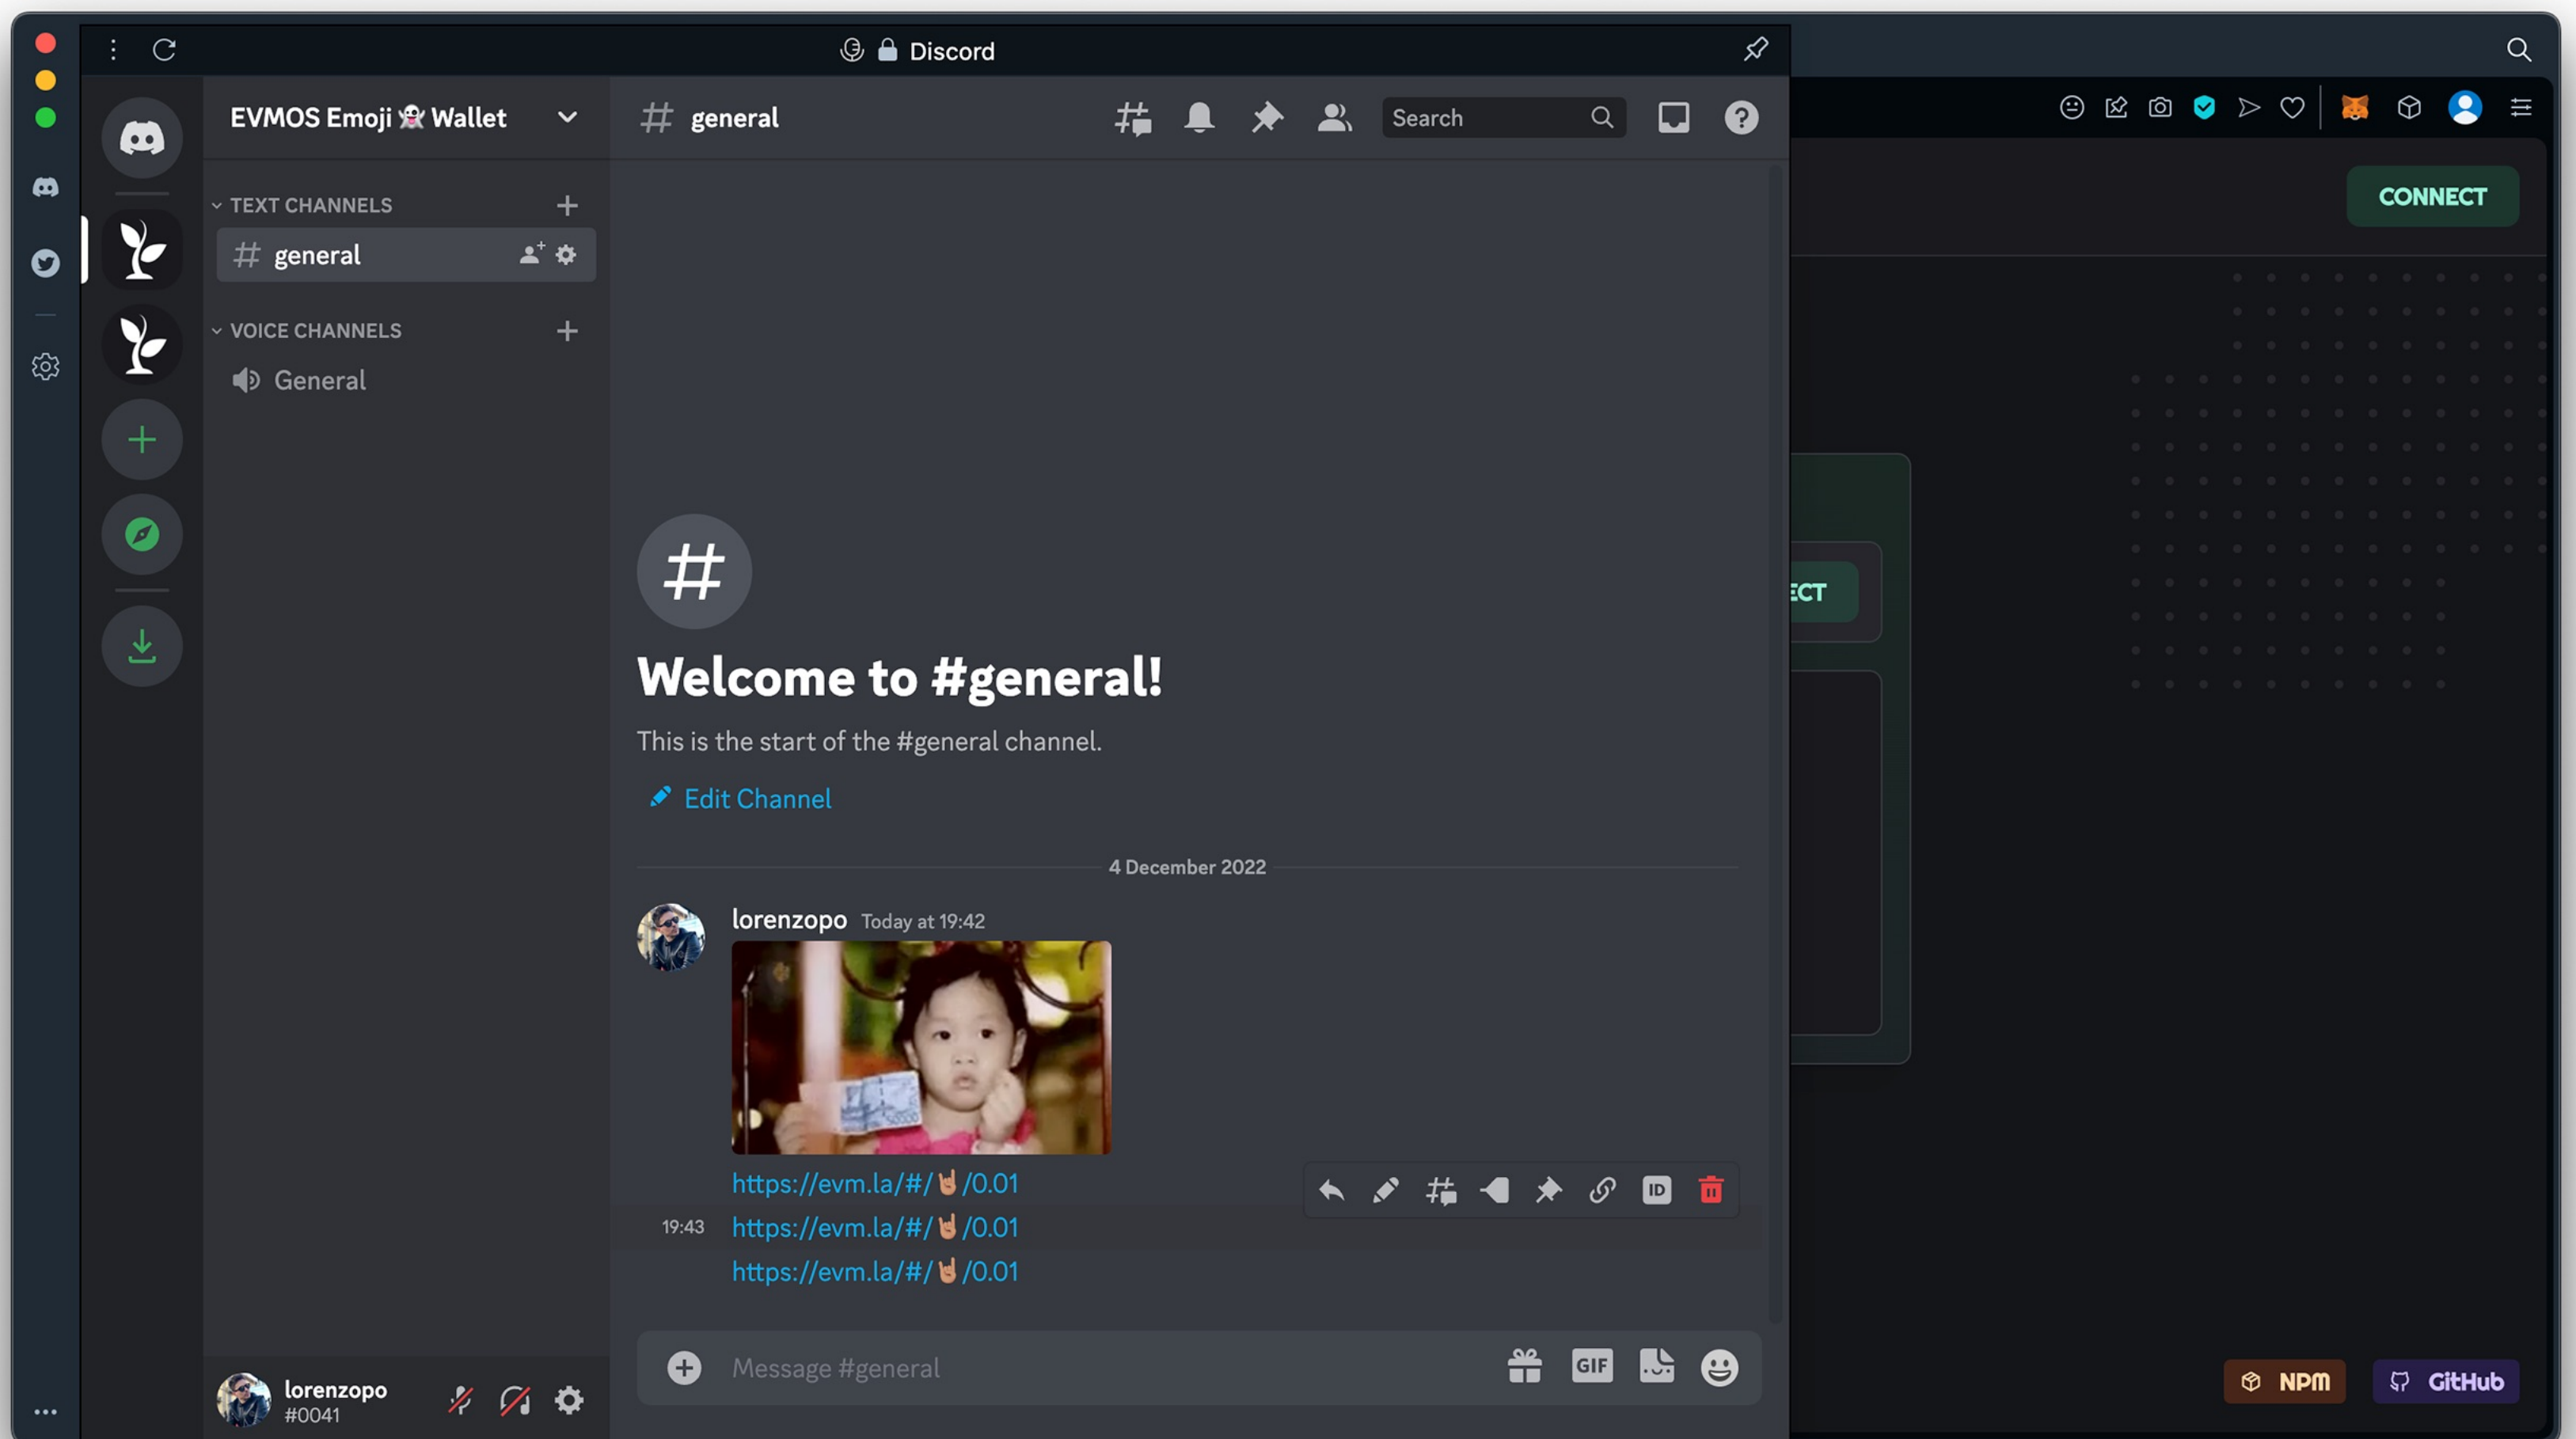 Discord
EVMOS Emoji 👻 Wallet
# general
Search
CONNECT
TEXT CHANNELS
# general
VOICE CHANNELS
General
ECT
#
Welcome to #general!
This is the start of the #general channel.
Edit Channel
4 December 2022
lorenzopo Today at 19:42
https://evm.la/#/🤘🏼/0.01
ID
19:43 https://evm.la/#/🤘🏼/0.01
https://evm.la/#/🤘🏼/0.01
Message #general
GIF
lorenzopo
#0041
NPM
GitHub